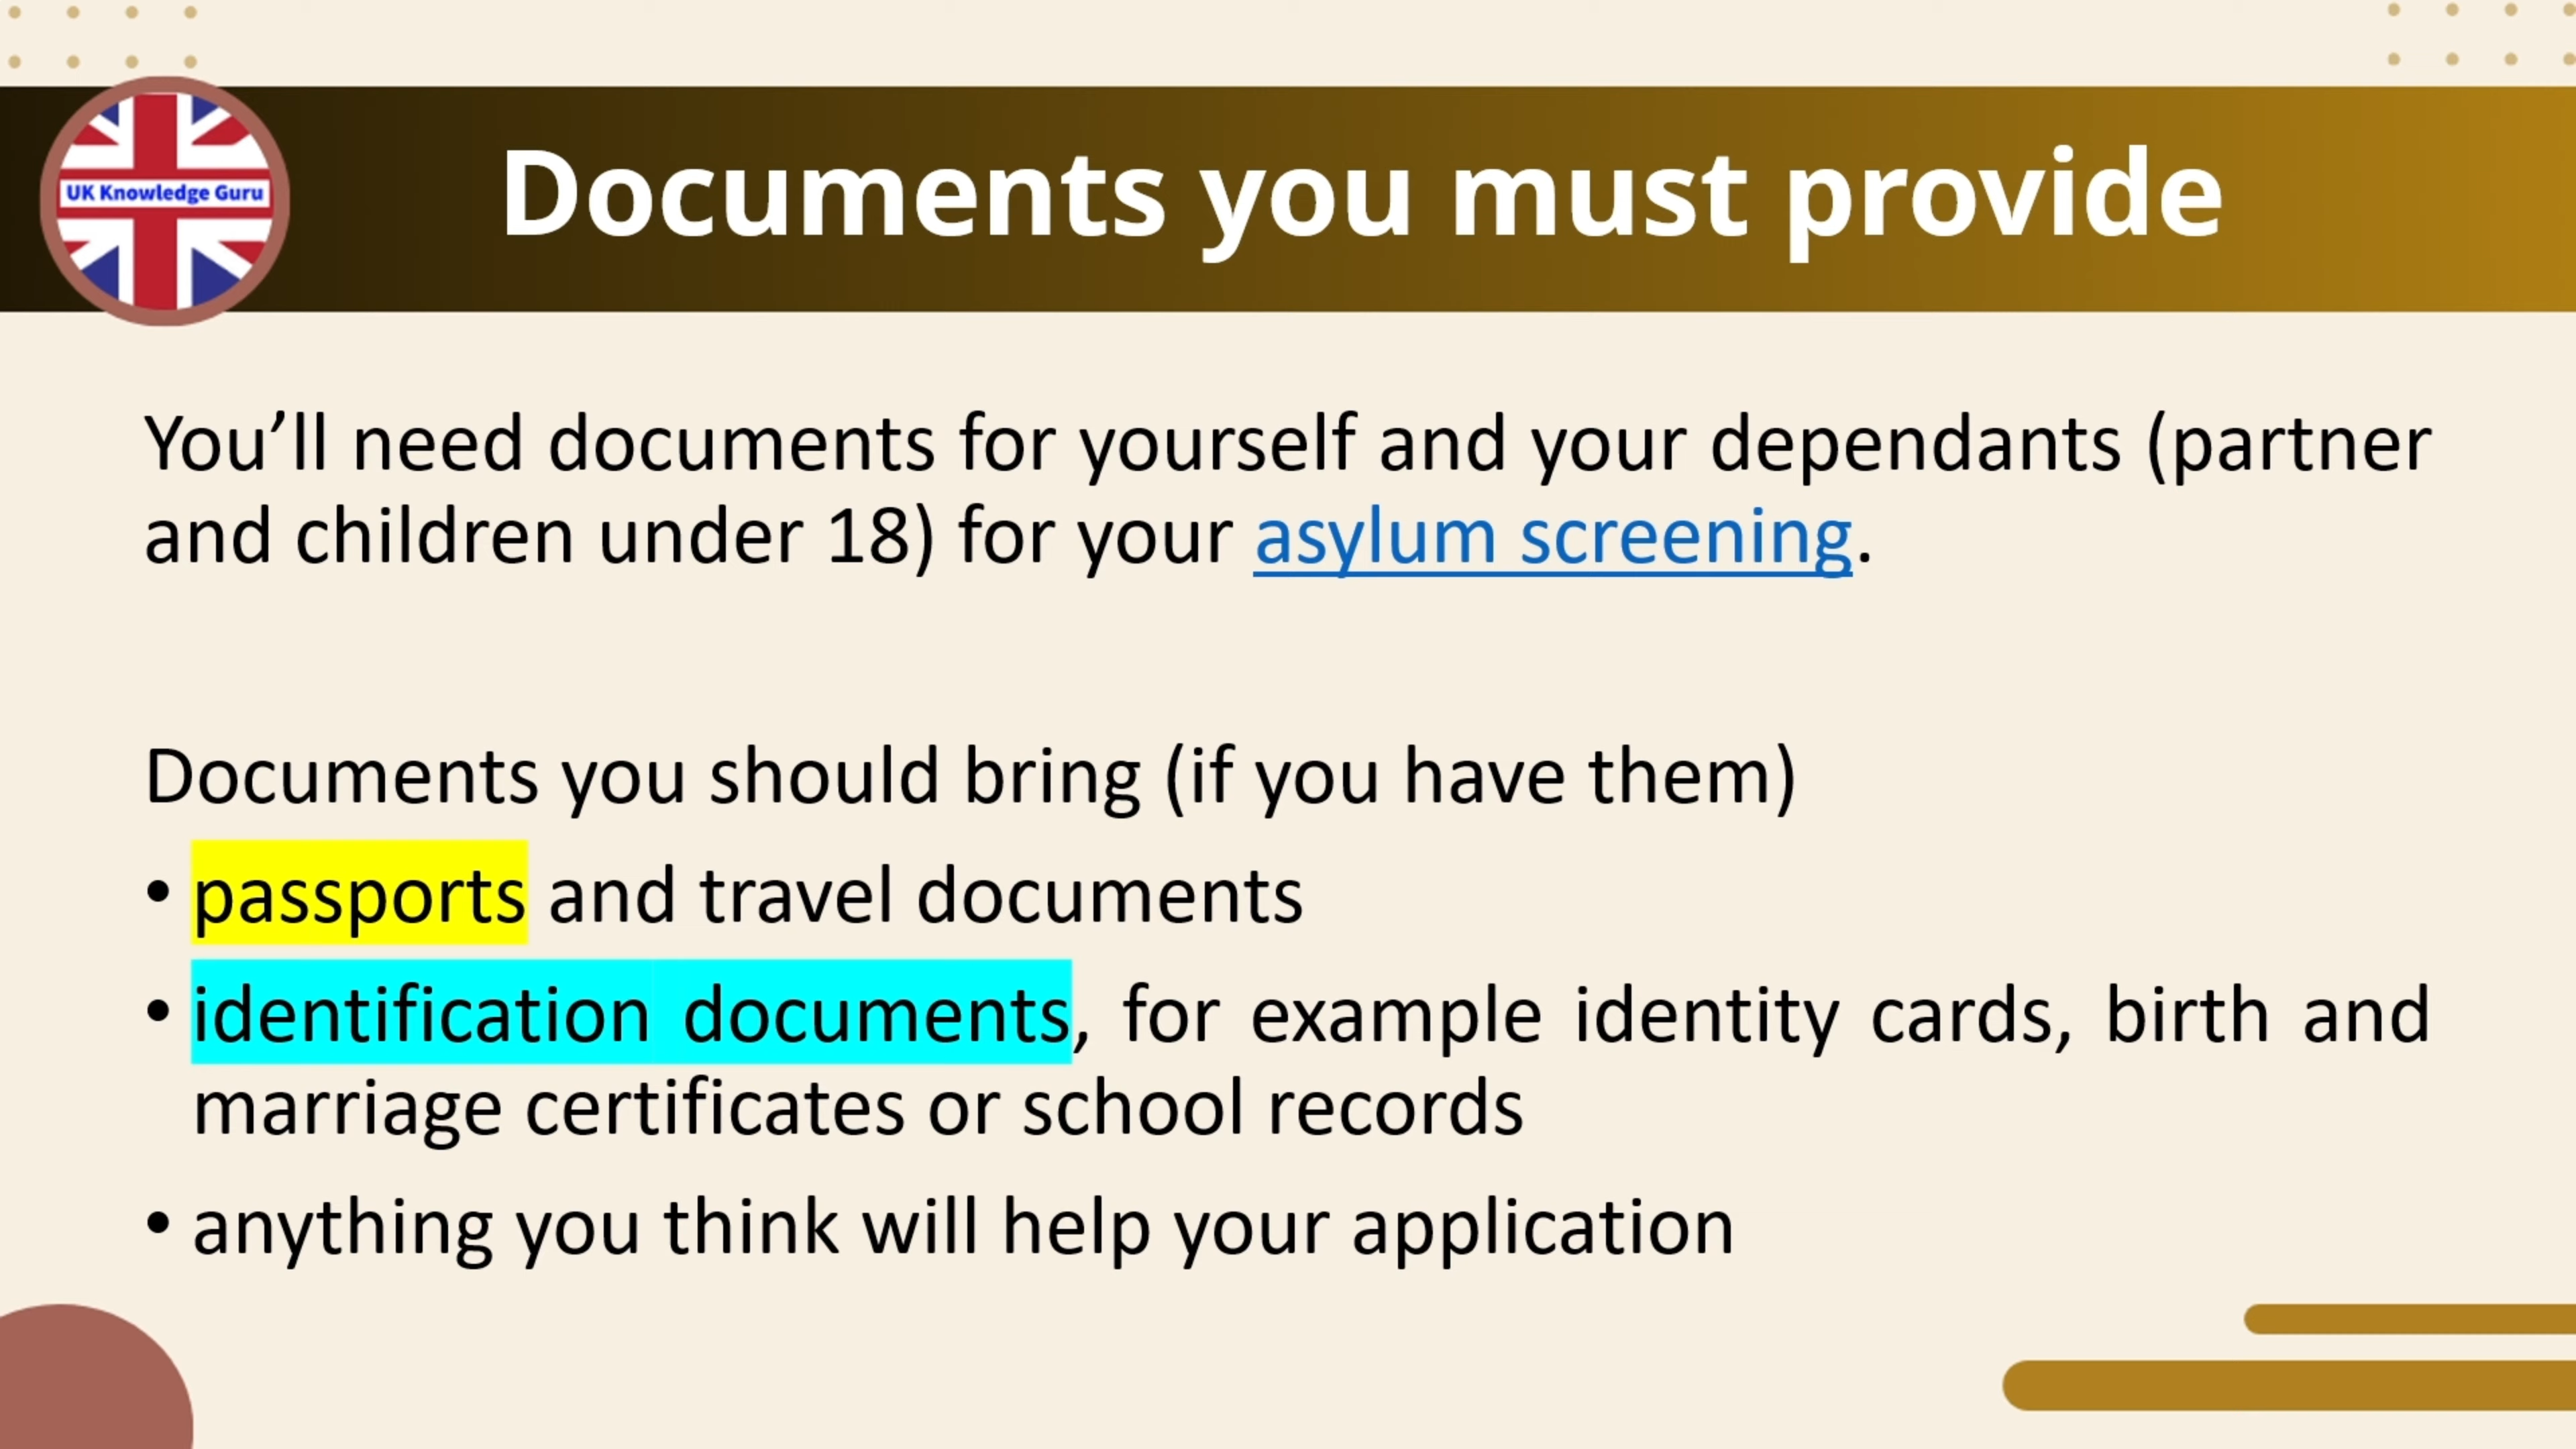 UK Knowledge Guru
Documents you must provide
You’ll need documents for yourself and your dependants (partner
and children under 18) for your asylum screening.
Documents you should bring (if you have them)
• passports and travel documents
• identification documents, for example identity cards, birth and
marriage certificates or school records
• anything you think will help your application